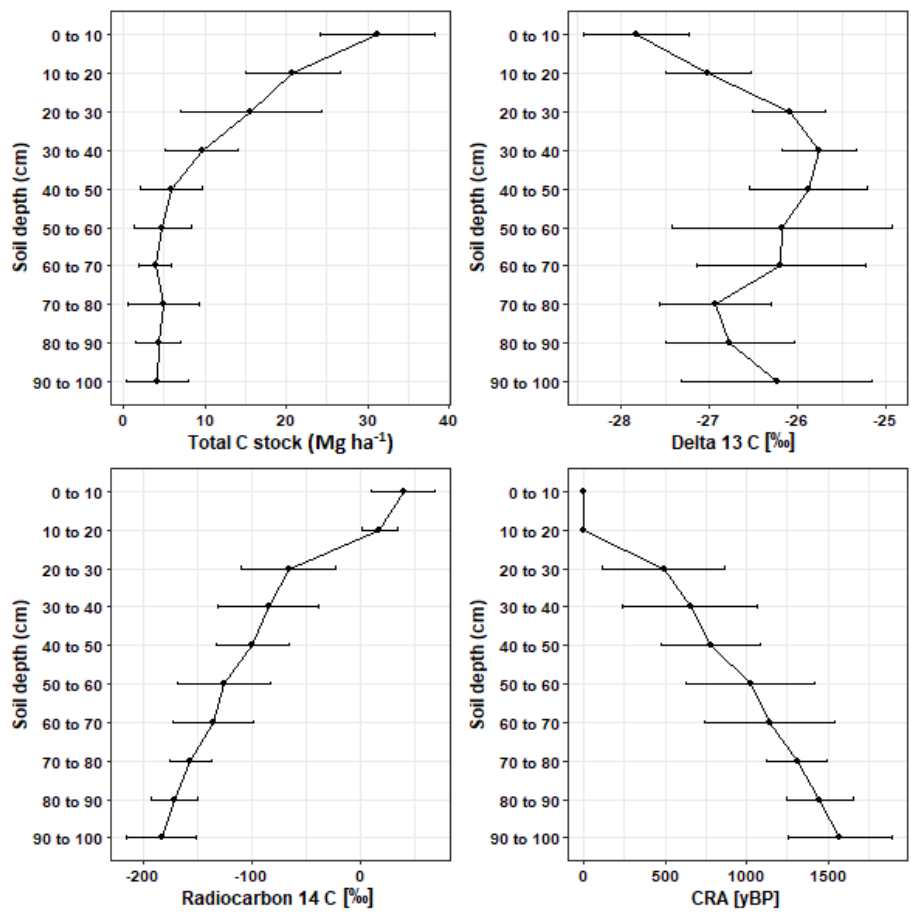 0 to 10
10 to 20
20 to 30
30 to 40
40 to 50
50 to 60
60 to 70
70 to 80
80 to 90
90 to 100
Soil depth (cm)
0 10 20 30 40
Total C stock (Mg ha⁻¹)
0 to 10
10 to 20
20 to 30
30 to 40
40 to 50
50 to 60
60 to 70
70 to 80
80 to 90
90 to 100
Soil depth (cm)
-28 -27 -26 -25
Delta 13 C [‰]
0 to 10
10 to 20
20 to 30
30 to 40
40 to 50
50 to 60
60 to 70
70 to 80
80 to 90
90 to 100
Soil depth (cm)
-200 -100 0
Radiocarbon 14 C [‰]
0 to 10
10 to 20
20 to 30
30 to 40
40 to 50
50 to 60
60 to 70
70 to 80
80 to 90
90 to 100
Soil depth (cm)
0 500 1000 1500
CRA [yBP]